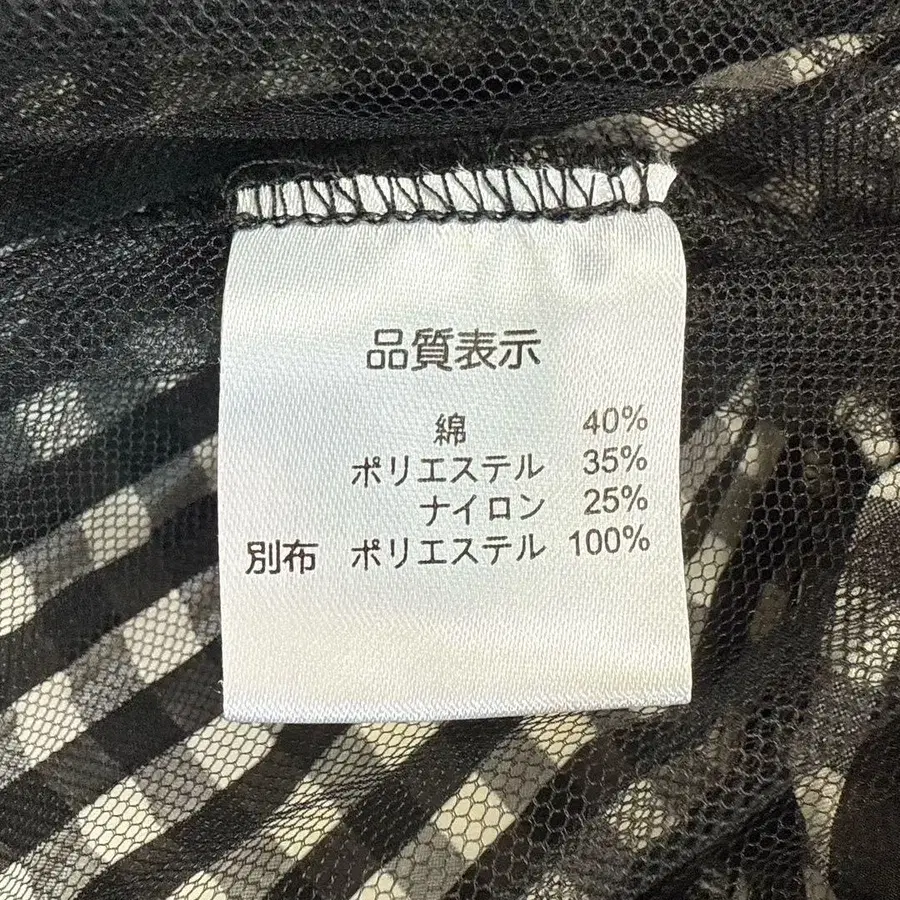 品質表示
綿 40%
ポリエステル 35%
ナイロン 25%
別布 ポリエステル 100%